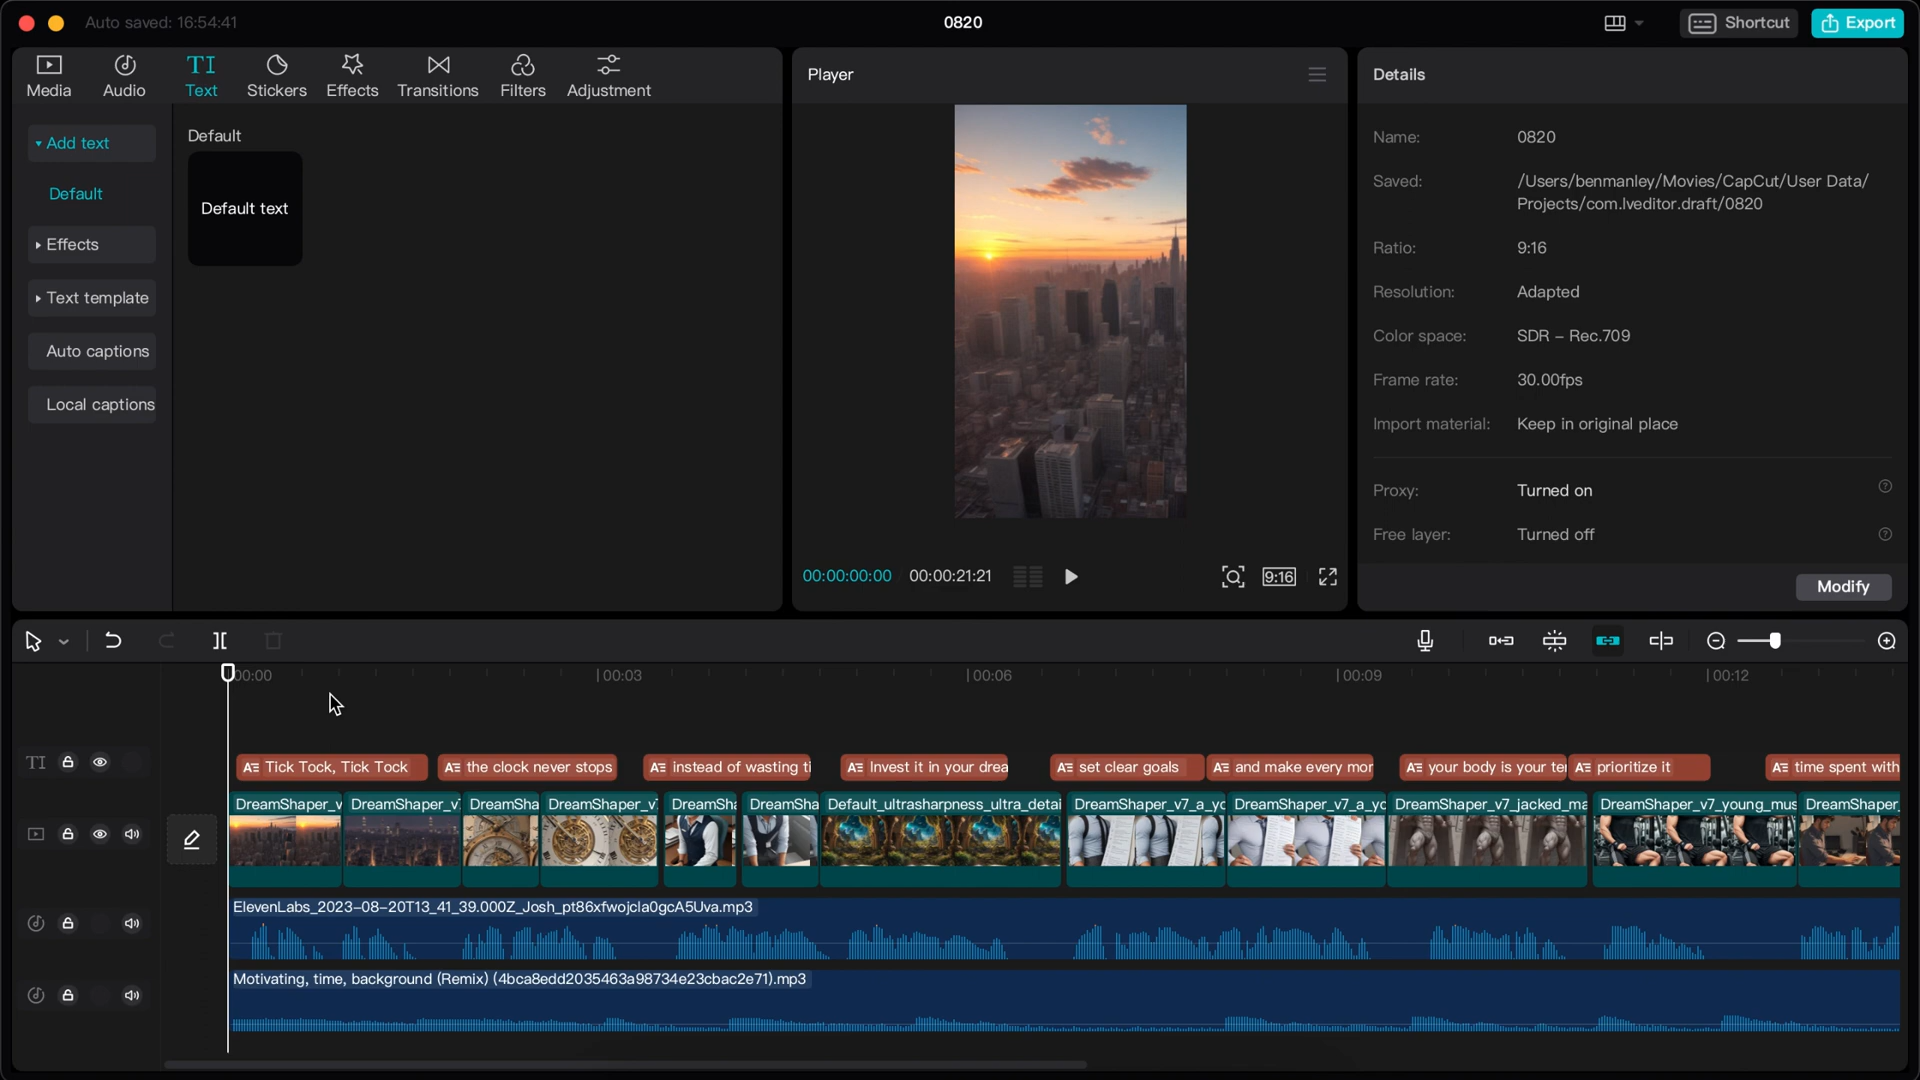 Auto saved: 16:54:41
0820
Shortcut
Export
Media
Audio
TI
Text
Stickers
Effects
Transitions
Filters
Adjustment
Add text
Default
Effects
Text template
Auto captions
Local captions
Default
Default text
Player
00:00:00:00
00:00:21:21
9:16
Details
Name: 0820
Saved: /Users/benmanley/Movies/CapCut/User Data/
Projects/com.lveditor.draft/0820
Ratio: 9:16
Resolution: Adapted
Color space: SDR – Rec.709
Frame rate: 30.00fps
Import material: Keep in original place
Proxy: Turned on
Free layer: Turned off
Modify
00:00
00:03
00:06
00:09
00:12
TI
Tick Tock, Tick Tock
the clock never stops
instead of wasting ti
Invest it in your drea
set clear goals
and make every mor
your body is your ter
prioritize it
time spent with
DreamShaper_v
DreamShaper_v7
DreamSha
DreamShaper_v7
DreamSha
DreamSha
Default_ultrasharpness_ultra_detai
DreamShaper_v7_a_yo
DreamShaper_v7_a_yo
DreamShaper_v7_jacked_ma
DreamShaper_v7_young_mus
DreamShaper_
ElevenLabs_2023–08–20T13_41_39.000Z_Josh_pt86xfwojcla0gcA5Uva.mp3
Motivating, time, background (Remix) (4bca8edd2035463a98734e23cbac2e71).mp3